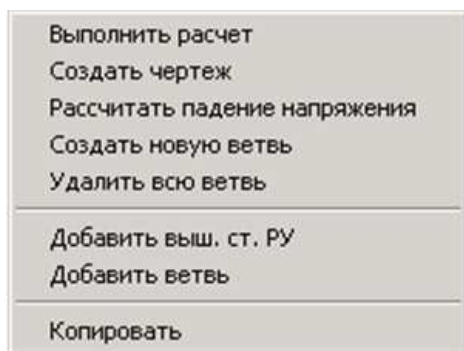 Выполнить расчет
Создать чертеж
Рассчитать падение напряжения
Создать новую ветвь
Удалить всю ветвь
Добавить выш. ст. РУ
Добавить ветвь
Копировать